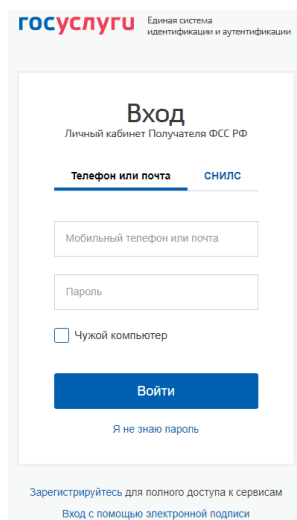 госуслуги
Единая система
идентификации и аутентификации
Вход
Личный кабинет Получателя ФСС РФ
Телефон или почта СНИЛС
Мобильный телефон или почта
Пароль
Чужой компьютер
Войти
Я не знаю пароль
Зарегистрируйтесь для полного доступа к сервисам
Вход с помощью электронной подписи